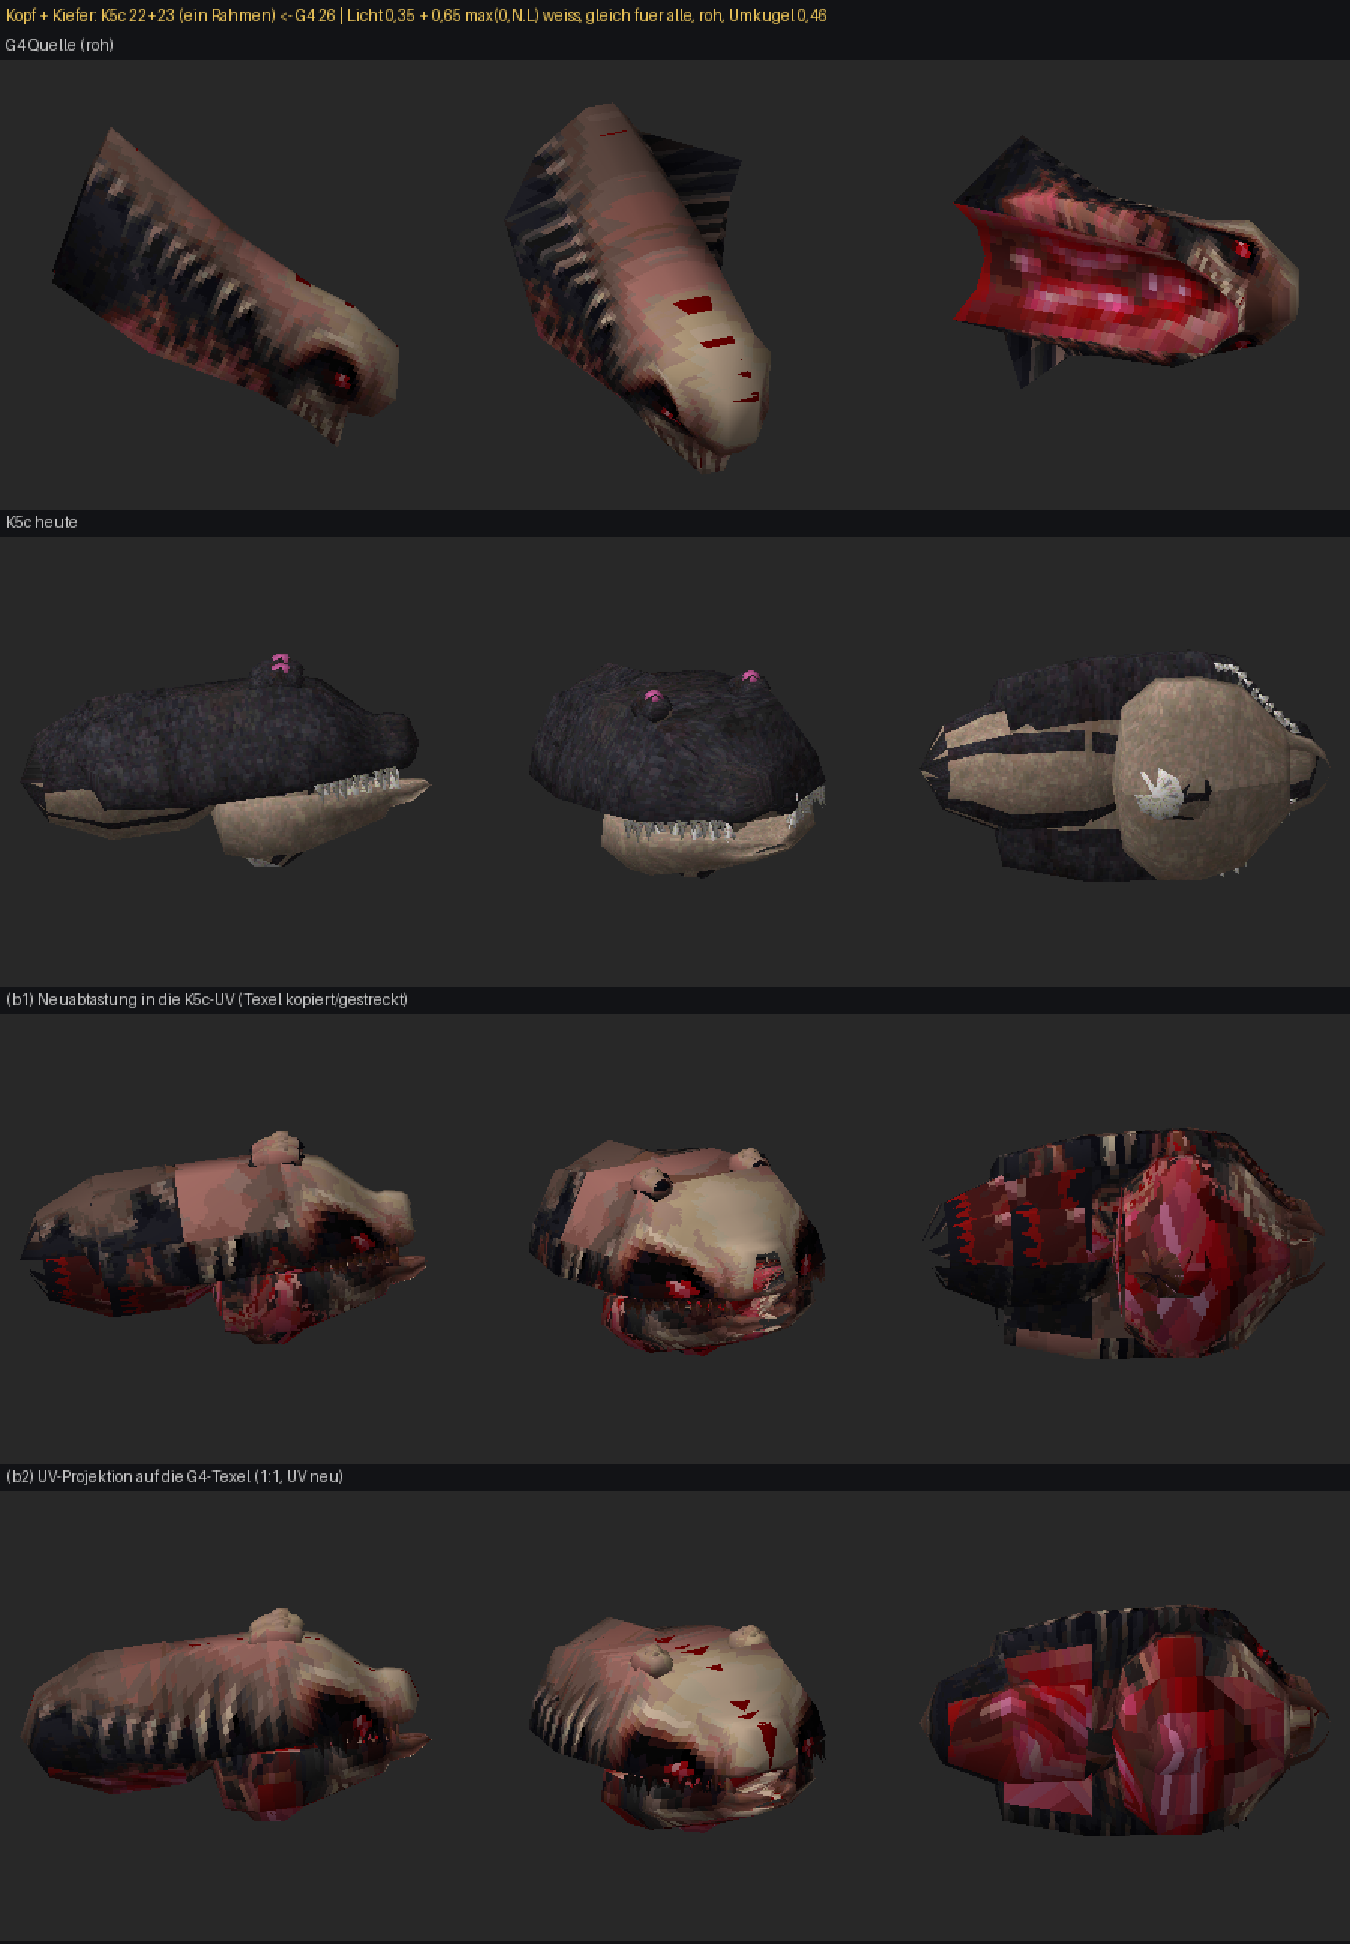 Kopf + Kiefer: K5c 22+23 (ein Rahmen) <- G4 26 | Licht 0,35 + 0,65 max(0,N.L) weiss, gleich fuer alle, roh, Umkugel 0,46
G4 Quelle (roh)
K5c heute
(b1) Neuabtastung in die K5c-UV (Texel kopiert/gestreckt)
(b2) UV-Projektion auf die G4-Texel (1:1, UV neu)